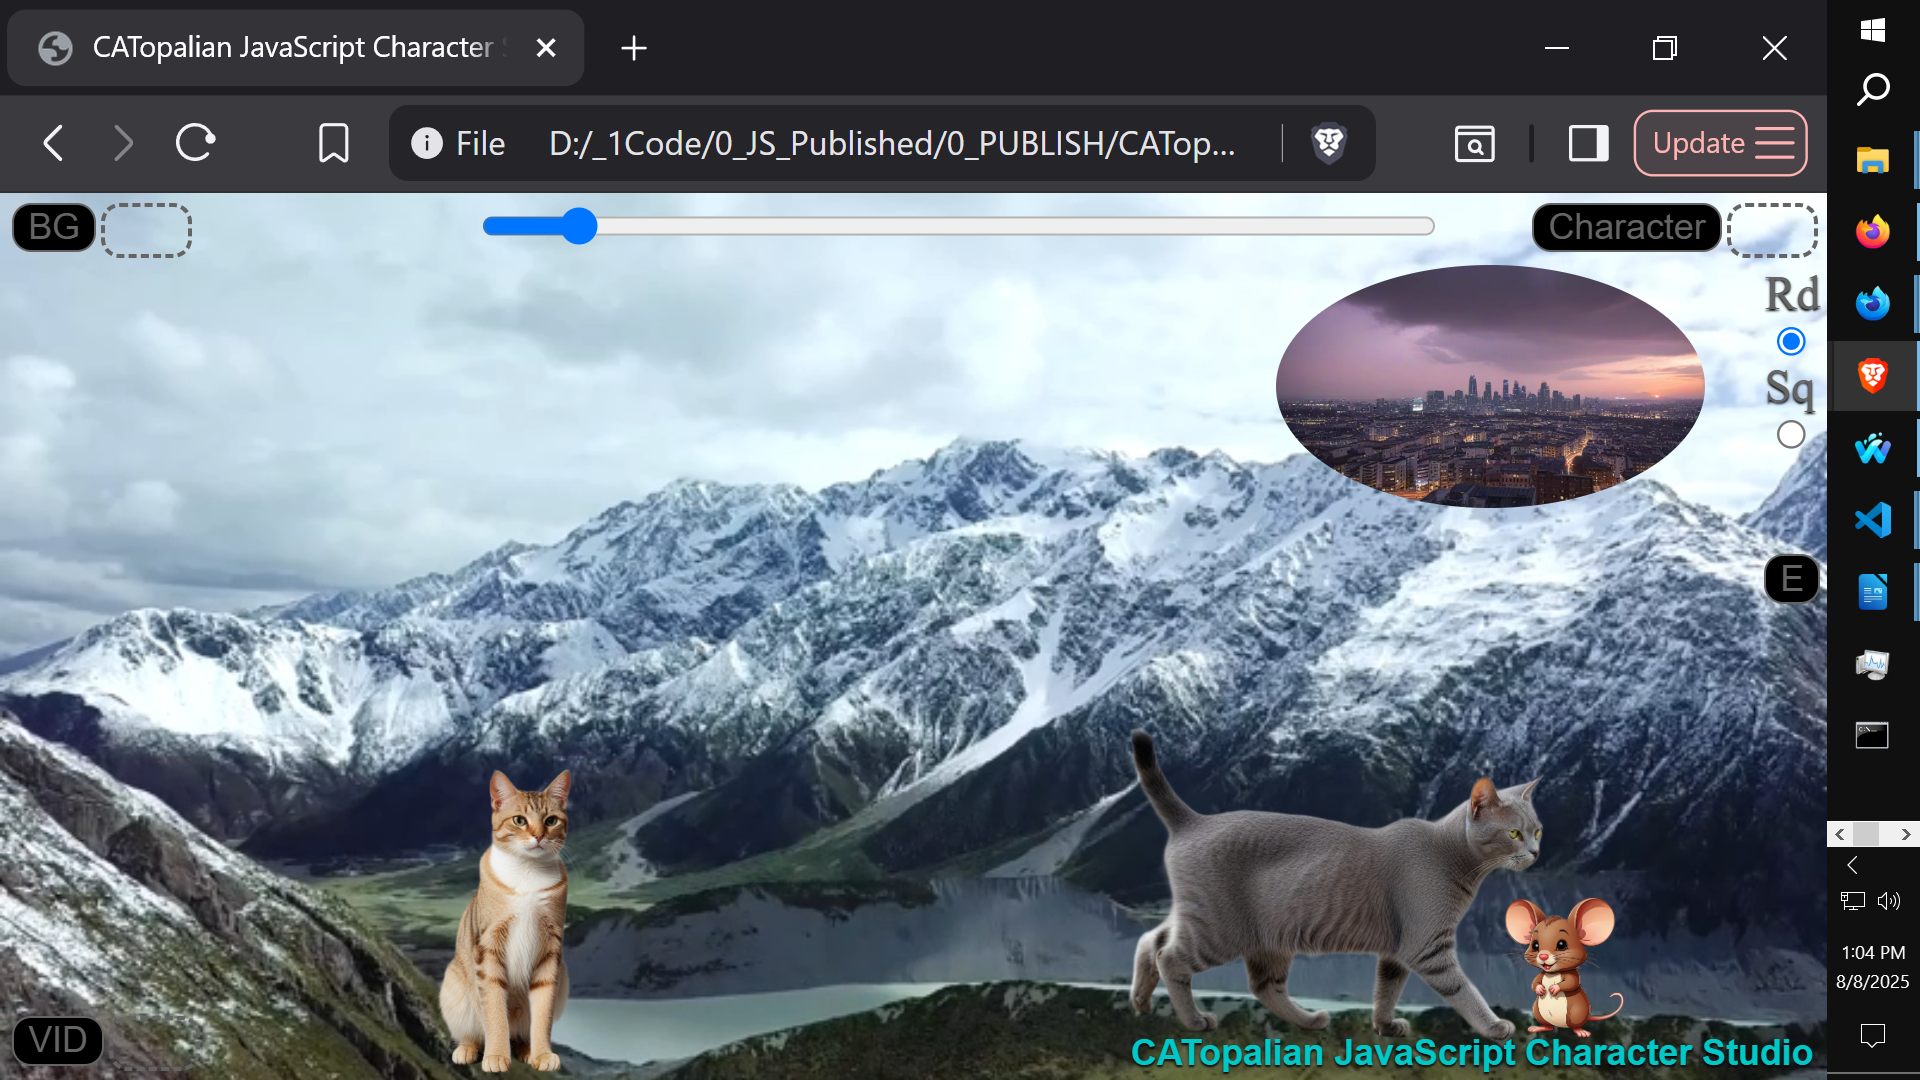 CATopalian JavaScript Character
File D:/_1Code/0_JS_Published/0_PUBLISH/CATop...
Update
BG
Character
Rd
Sq
E
VID
CATopalian JavaScript Character Studio
1:04 PM
8/8/2025